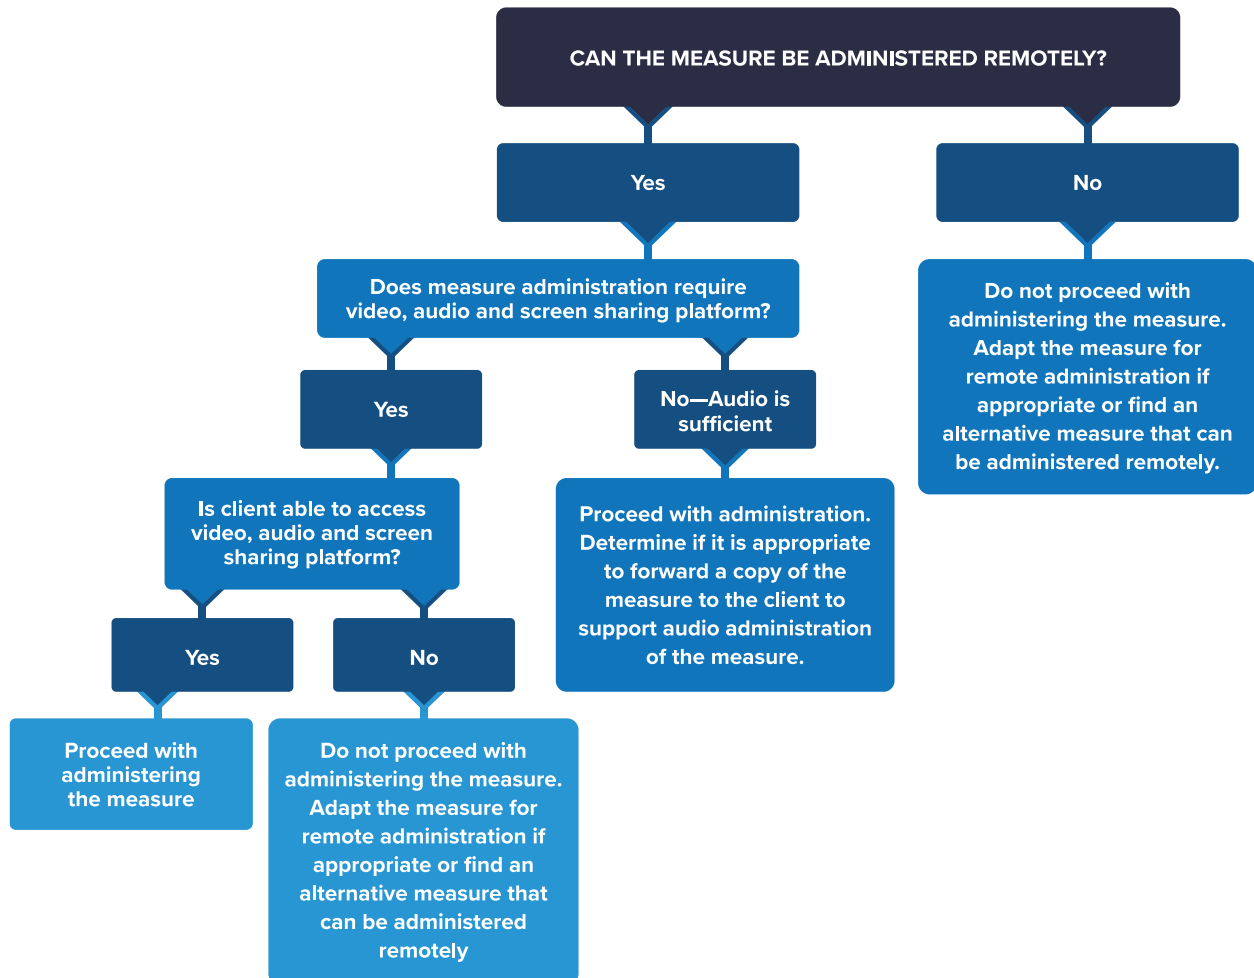 CAN THE MEASURE BE ADMINISTERED REMOTELY?
Yes
No
Does measure administration require
video, audio and screen sharing platform?
Do not proceed with
administering the measure.
Adapt the measure for
remote administration if
appropriate or find an
alternative measure that can
be administered remotely.
Yes
No—Audio is
sufficient
Is client able to access
video, audio and screen
sharing platform?
Proceed with administration.
Determine if it is appropriate
to forward a copy of the
measure to the client to
support audio administration
of the measure.
Yes
No
Proceed with
administering
the measure
Do not proceed with
administering the measure.
Adapt the measure for
remote administration if
appropriate or find an
alternative measure that
can be administered
remotely